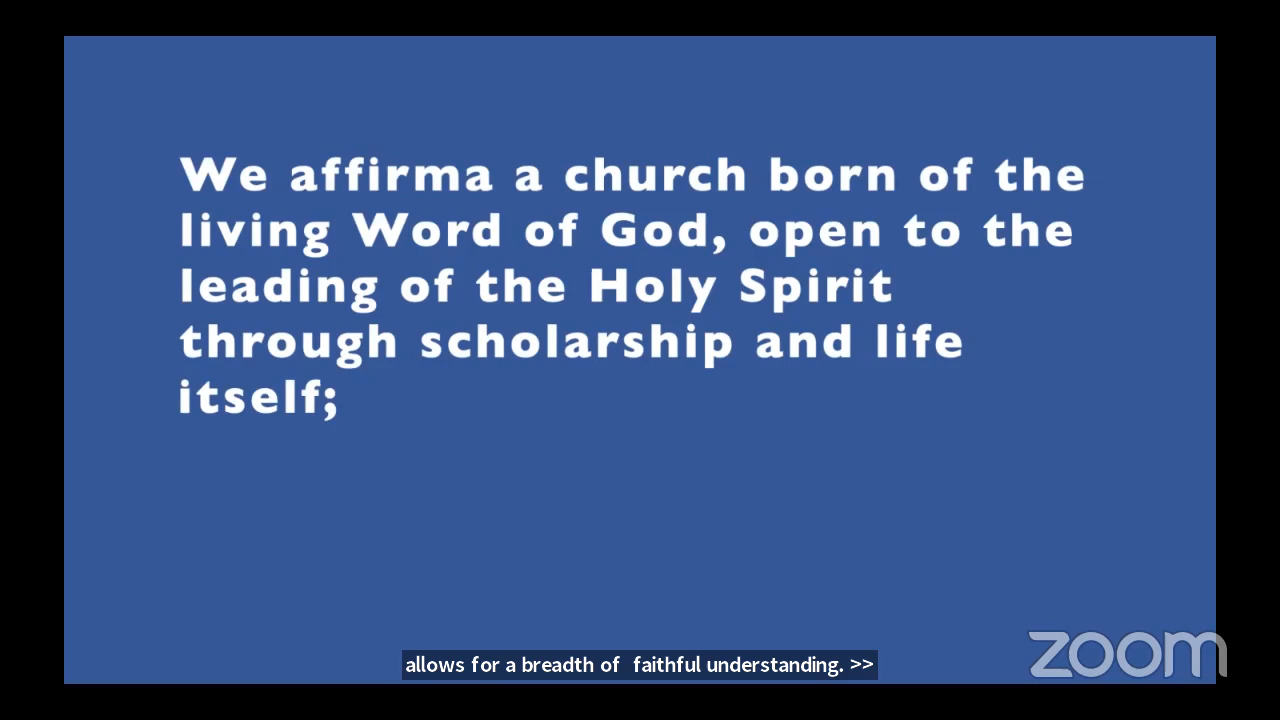 We affirma a church born of the
living Word of God, open to the
leading of the Holy Spirit
through scholarship and life
itself;
allows for a breadth of faithful understanding. >>
zoom